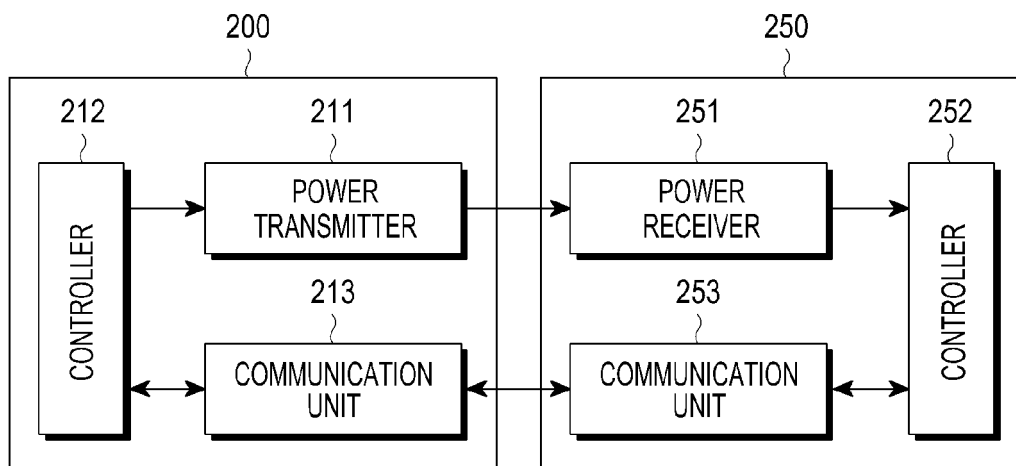 200
250
212
211
251
252
CONTROLLER
POWER
TRANSMITTER
POWER
RECEIVER
CONTROLLER
213
253
COMMUNICATION
UNIT
COMMUNICATION
UNIT